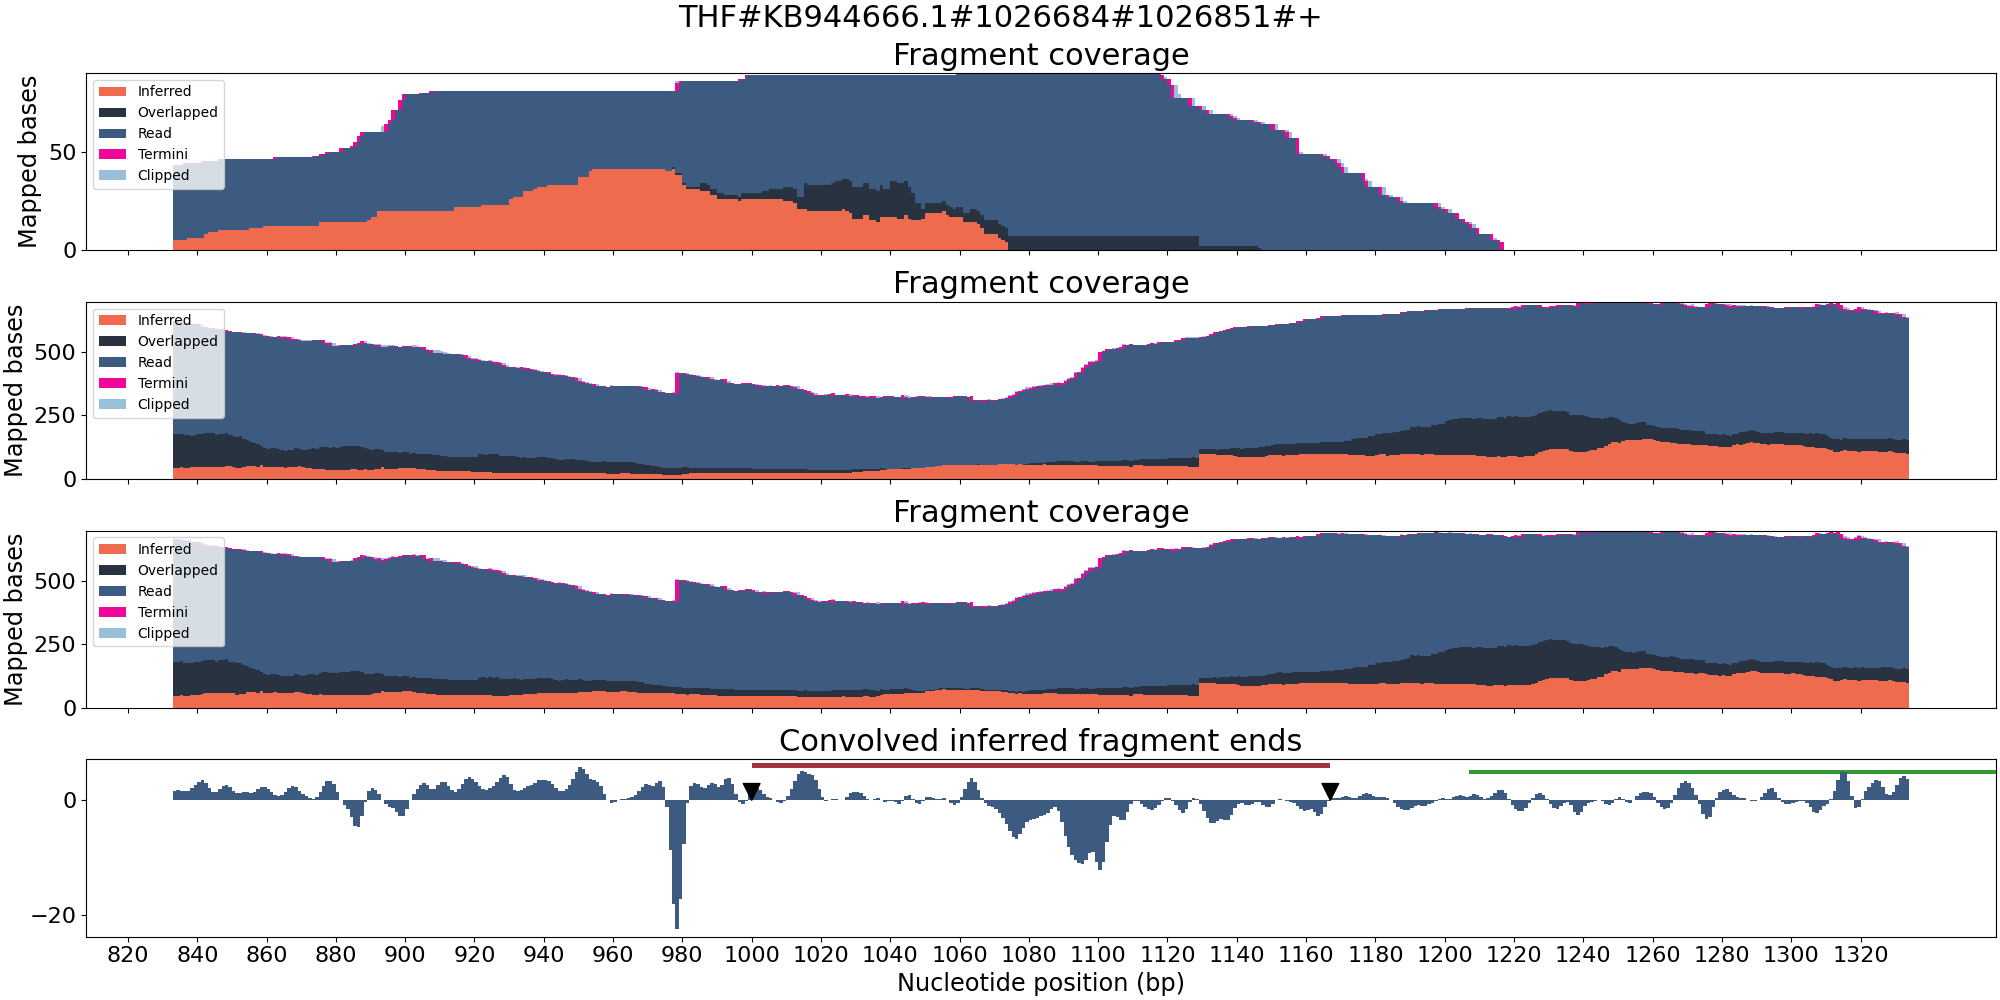 THF#KB944666.1#1026684#1026851#+
Fragment coverage
Mapped bases
50
0
Inferred
Overlapped
Read
Termini
Clipped
Fragment coverage
Mapped bases
500
250
0
Inferred
Overlapped
Read
Termini
Clipped
Fragment coverage
Mapped bases
500
250
0
Inferred
Overlapped
Read
Termini
Clipped
Convolved inferred fragment ends
0
−20
820 840 860 880 900 920 940 960 980 1000 1020 1040 1060 1080 1100 1120 1140 1160 1180 1200 1220 1240 1260 1280 1300 1320
Nucleotide position (bp)